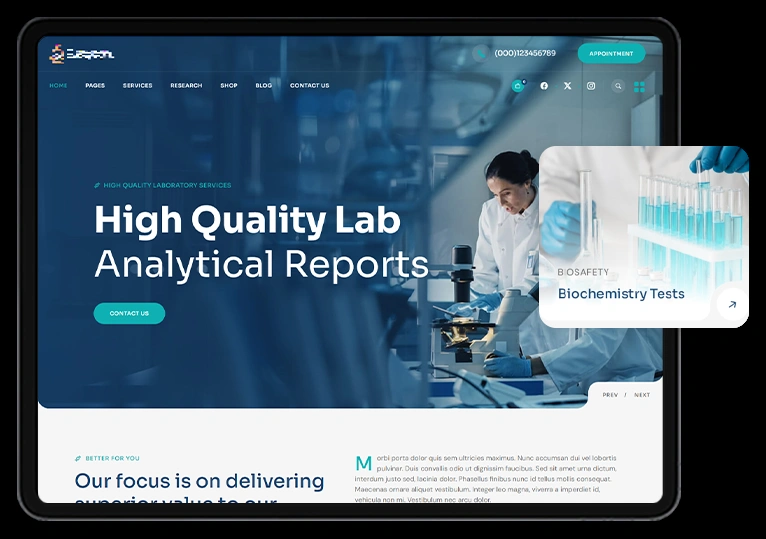 (000)123456789
APPOINTMENT
HOME PAGES SERVICES RESEARCH SHOP BLOG CONTACT US
HIGH QUALITY LABORATORY SERVICES
High Quality Lab
Analytical Reports
CONTACT US
BIOSAFETY
Biochemistry Tests
PREV / NEXT
BETTER FOR YOU
Our focus is on delivering
superior value to our
Morbi porta dolor quis sem ultricies maximus. Nunc accumsan dui vel lobortis
pulvinar. Duis convallis odio ut dignissim faucibus. Sed sit amet urna dictum,
interdum justo sed, lacinia dolor. Phasellus finibus nunc id tellus mollis consequat.
Maecenas ornare aliquet vestibulum. Integer leo magna, viverra a imperdiet id,
vehicula non mi. Vestibulum nec arcu dolor.